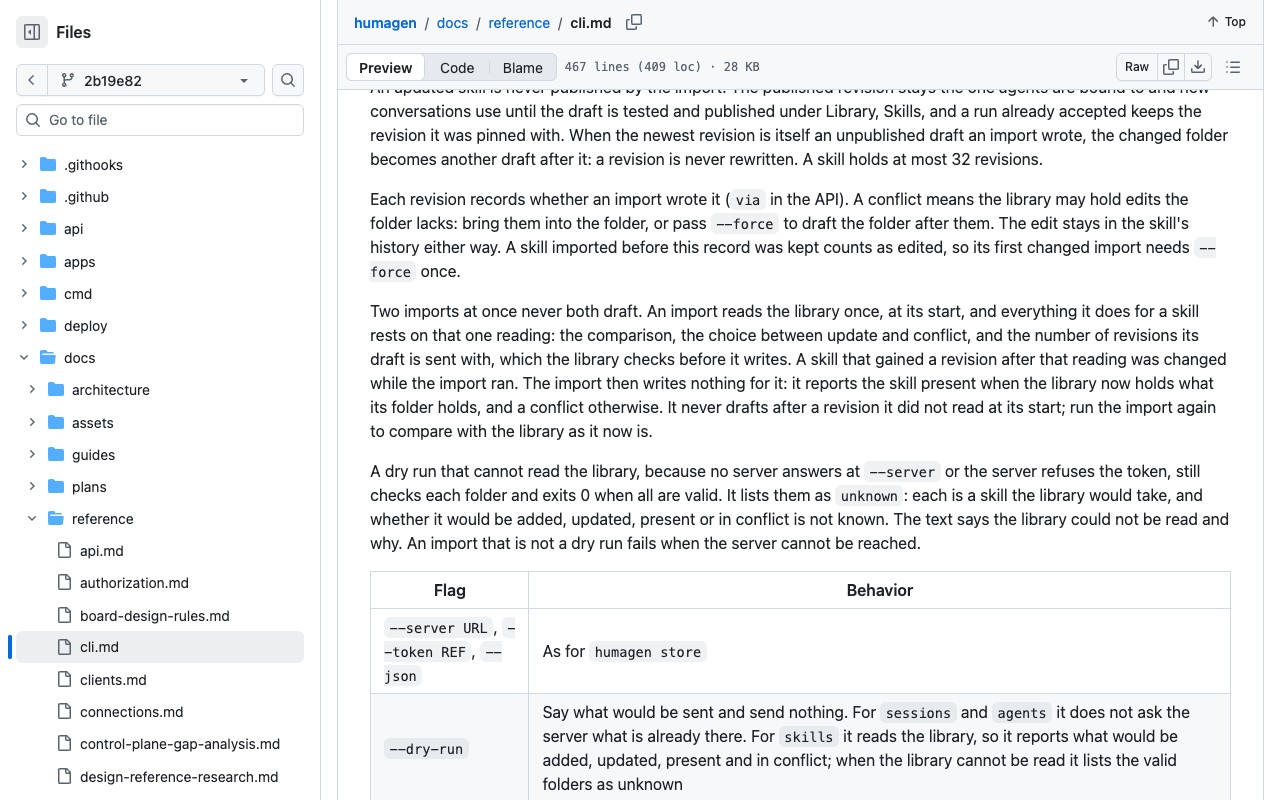 Files
2b19e82
Go to file
.githooks
.github
api
apps
cmd
deploy
docs
architecture
assets
guides
plans
reference
api.md
authorization.md
board-design-rules.md
cli.md
clients.md
connections.md
control-plane-gap-analysis.md
design-reference-research.md
humagen / docs / reference / cli.md
Top
Preview Code Blame 467 lines (409 loc) · 28 KB
Raw
An updated skill is never published by the import. The published revision stays the one agents are bound to and new
conversations use until the draft is tested and published under Library, Skills, and a run already accepted keeps the
revision it was pinned with. When the newest revision is itself an unpublished draft an import wrote, the changed folder
becomes another draft after it: a revision is never rewritten. A skill holds at most 32 revisions.
Each revision records whether an import wrote it ( via in the API). A conflict means the library may hold edits the
folder lacks: bring them into the folder, or pass --force to draft the folder after them. The edit stays in the skill's
history either way. A skill imported before this record was kept counts as edited, so its first changed import needs --
force once.
Two imports at once never both draft. An import reads the library once, at its start, and everything it does for a skill
rests on that one reading: the comparison, the choice between update and conflict, and the number of revisions its
draft is sent with, which the library checks before it writes. A skill that gained a revision after that reading was changed
while the import ran. The import then writes nothing for it: it reports the skill present when the library now holds what
its folder holds, and a conflict otherwise. It never drafts after a revision it did not read at its start; run the import again
to compare with the library as it now is.
A dry run that cannot read the library, because no server answers at --server or the server refuses the token, still
checks each folder and exits 0 when all are valid. It lists them as unknown : each is a skill the library would take, and
whether it would be added, updated, present or in conflict is not known. The text says the library could not be read and
why. An import that is not a dry run fails when the server cannot be reached.
Flag Behavior
--server URL , -
-token REF , --
json
As for humagen store
--dry-run
Say what would be sent and send nothing. For sessions and agents it does not ask the
server what is already there. For skills it reads the library, so it reports what would be
added, updated, present and in conflict; when the library cannot be read it lists the valid
folders as unknown